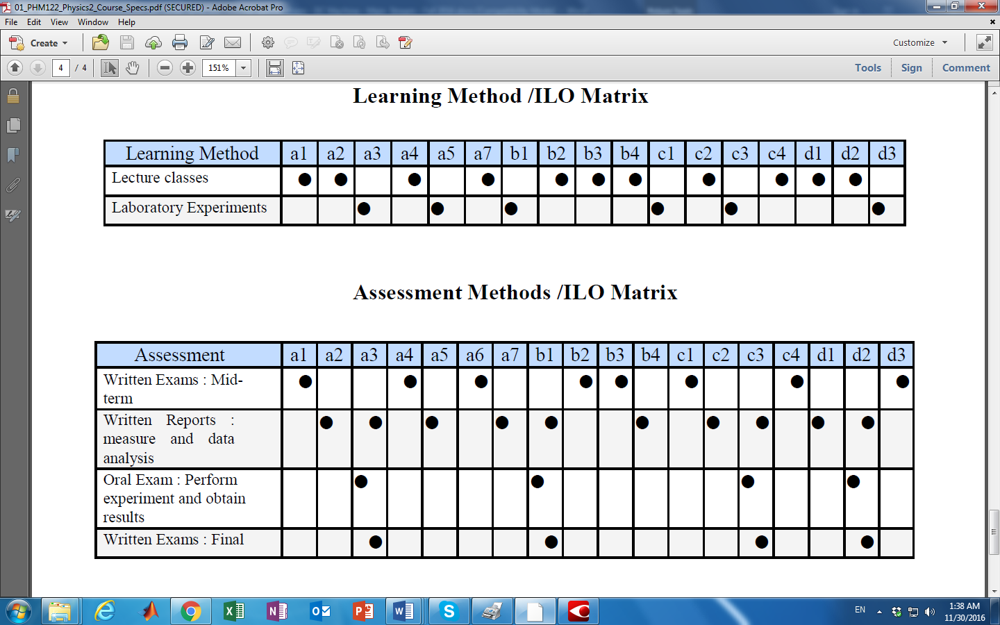 01_PHM122_Physics2_Course_Specs.pdf (SECURED) - Adobe Acrobat Pro
File Edit View Window Help
Create Customize
4 / 4 151% Tools Sign Comment
Learning Method /ILO Matrix
Learning Method a1 a2 a3 a4 a5 a7 b1 b2 b3 b4 c1 c2 c3 c4 d1 d2 d3
Lecture classes ● ● ● ● ● ● ● ● ● ● ●
Laboratory Experiments ● ● ● ● ● ●
Assessment Methods /ILO Matrix
Assessment a1 a2 a3 a4 a5 a6 a7 b1 b2 b3 b4 c1 c2 c3 c4 d1 d2 d3
Written Exams : Mid-
term ● ● ● ● ● ● ● ●
Written Reports :
measure and data
analysis ● ● ● ● ● ● ● ● ● ●
Oral Exam : Perform
experiment and obtain
results ● ● ● ●
Written Exams : Final ● ● ● ●
EN 1:38 AM
11/30/2016